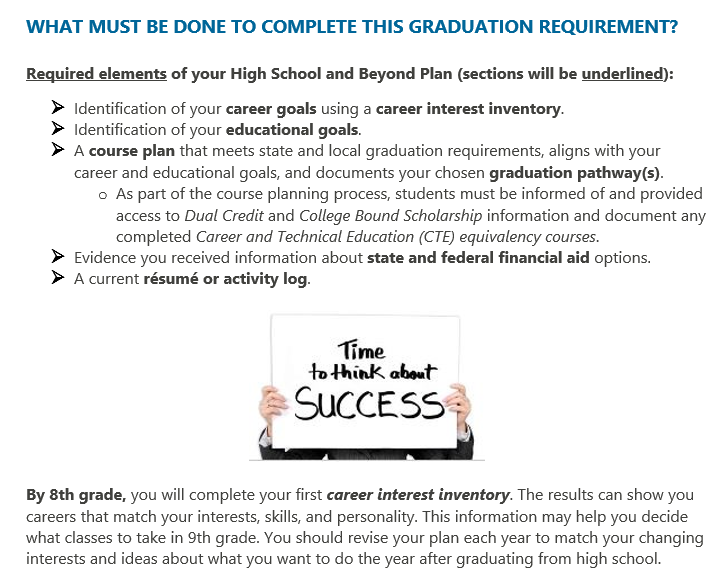 WHAT MUST BE DONE TO COMPLETE THIS GRADUATION REQUIREMENT?
Required elements of your High School and Beyond Plan (sections will be underlined):
➢ Identification of your career goals using a career interest inventory.
➢ Identification of your educational goals.
➢ A course plan that meets state and local graduation requirements, aligns with your
career and educational goals, and documents your chosen graduation pathway(s).
o As part of the course planning process, students must be informed of and provided
access to Dual Credit and College Bound Scholarship information and document any
completed Career and Technical Education (CTE) equivalency courses.
➢ Evidence you received information about state and federal financial aid options.
➢ A current résumé or activity log.
Time
to think about
SUCCESS
By 8th grade, you will complete your first career interest inventory. The results can show you
careers that match your interests, skills, and personality. This information may help you decide
what classes to take in 9th grade. You should revise your plan each year to match your changing
interests and ideas about what you want to do the year after graduating from high school.